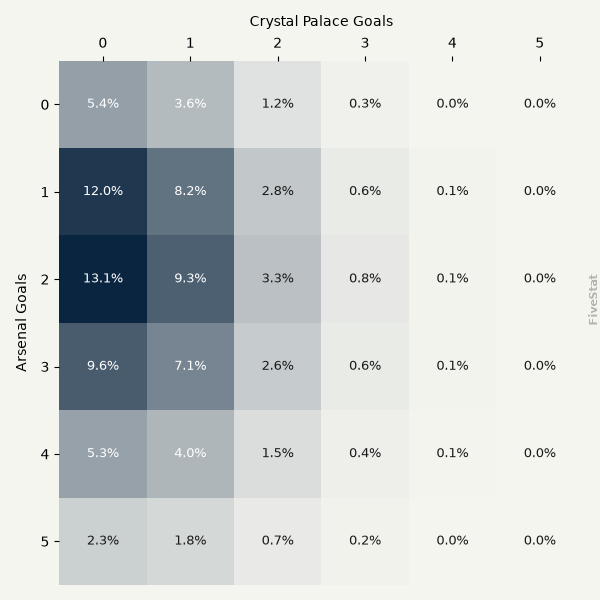 Crystal Palace Goals
0 1 2 3 4 5
0 5.4% 3.6% 1.2% 0.3% 0.0% 0.0%
1 12.0% 8.2% 2.8% 0.6% 0.1% 0.0%
2 13.1% 9.3% 3.3% 0.8% 0.1% 0.0%
3 9.6% 7.1% 2.6% 0.6% 0.1% 0.0%
4 5.3% 4.0% 1.5% 0.4% 0.1% 0.0%
5 2.3% 1.8% 0.7% 0.2% 0.0% 0.0%
Arsenal Goals
FiveStat